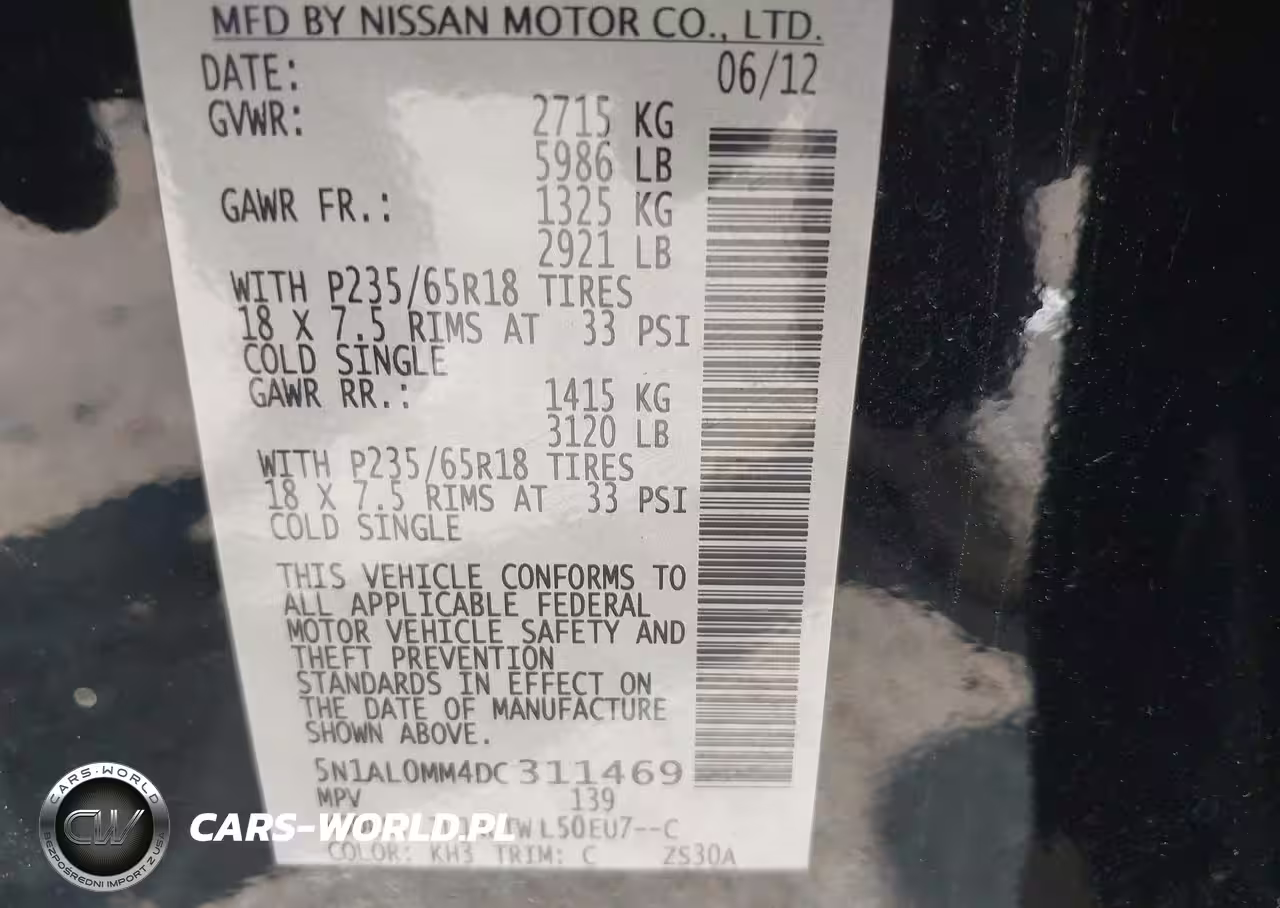 MFD BY NISSAN MOTOR CO., LTD.
DATE: 06/12
GVWR: 2715 KG
5986 LB
GAWR FR.: 1325 KG
2921 LB
WITH P235/65R18 TIRES
18 X 7.5 RIMS AT 33 PSI
COLD SINGLE
GAWR RR.: 1415 KG
3120 LB
WITH P235/65R18 TIRES
18 X 7.5 RIMS AT 33 PSI
COLD SINGLE
THIS VEHICLE CONFORMS TO
ALL APPLICABLE FEDERAL
MOTOR VEHICLE SAFETY AND
THEFT PREVENTION
STANDARDS IN EFFECT ON
THE DATE OF MANUFACTURE
SHOWN ABOVE.
5N1AL0MM4DC311469
MPV 139
L50EU7--C
COLOR: KH3 TRIM: C ZS30A
CARS-WORLD
CW
BEZPOŚREDNI IMPORT Z USA
CARS-WORLD.PL